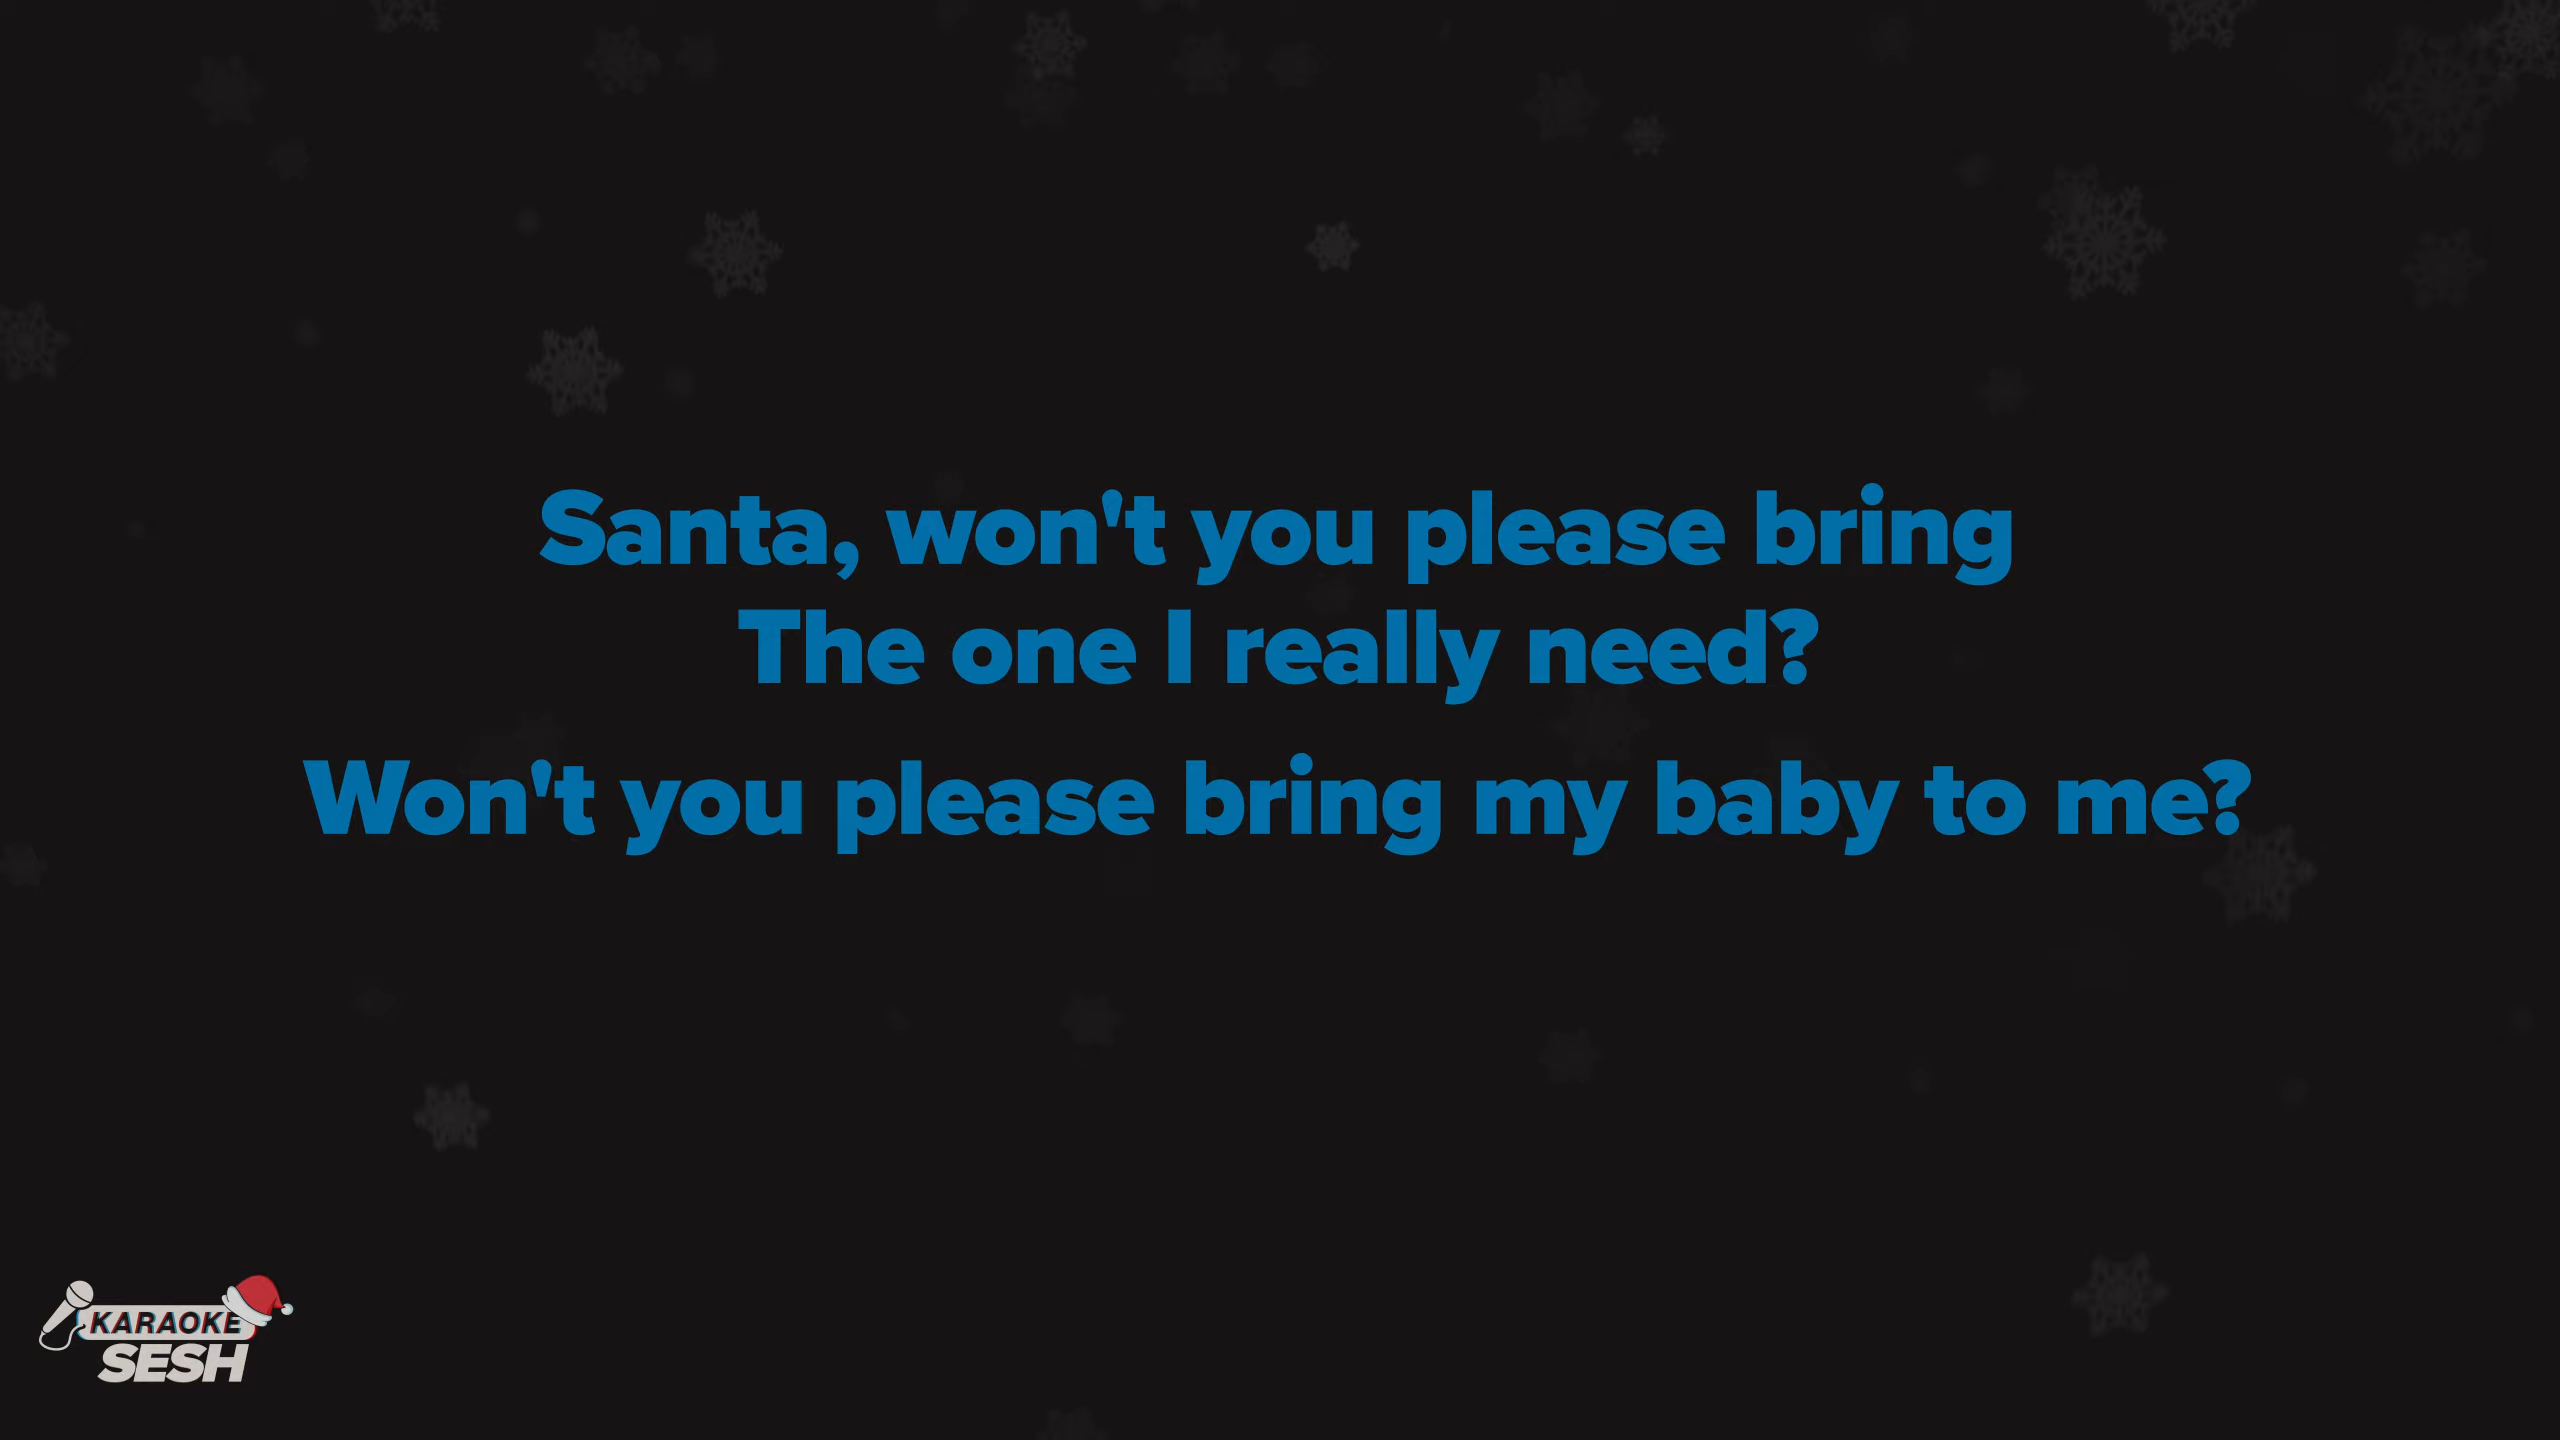 Santa, won't you please bring
The one I really need?
Won't you please bring my baby to me?
KARAOKE
SESH